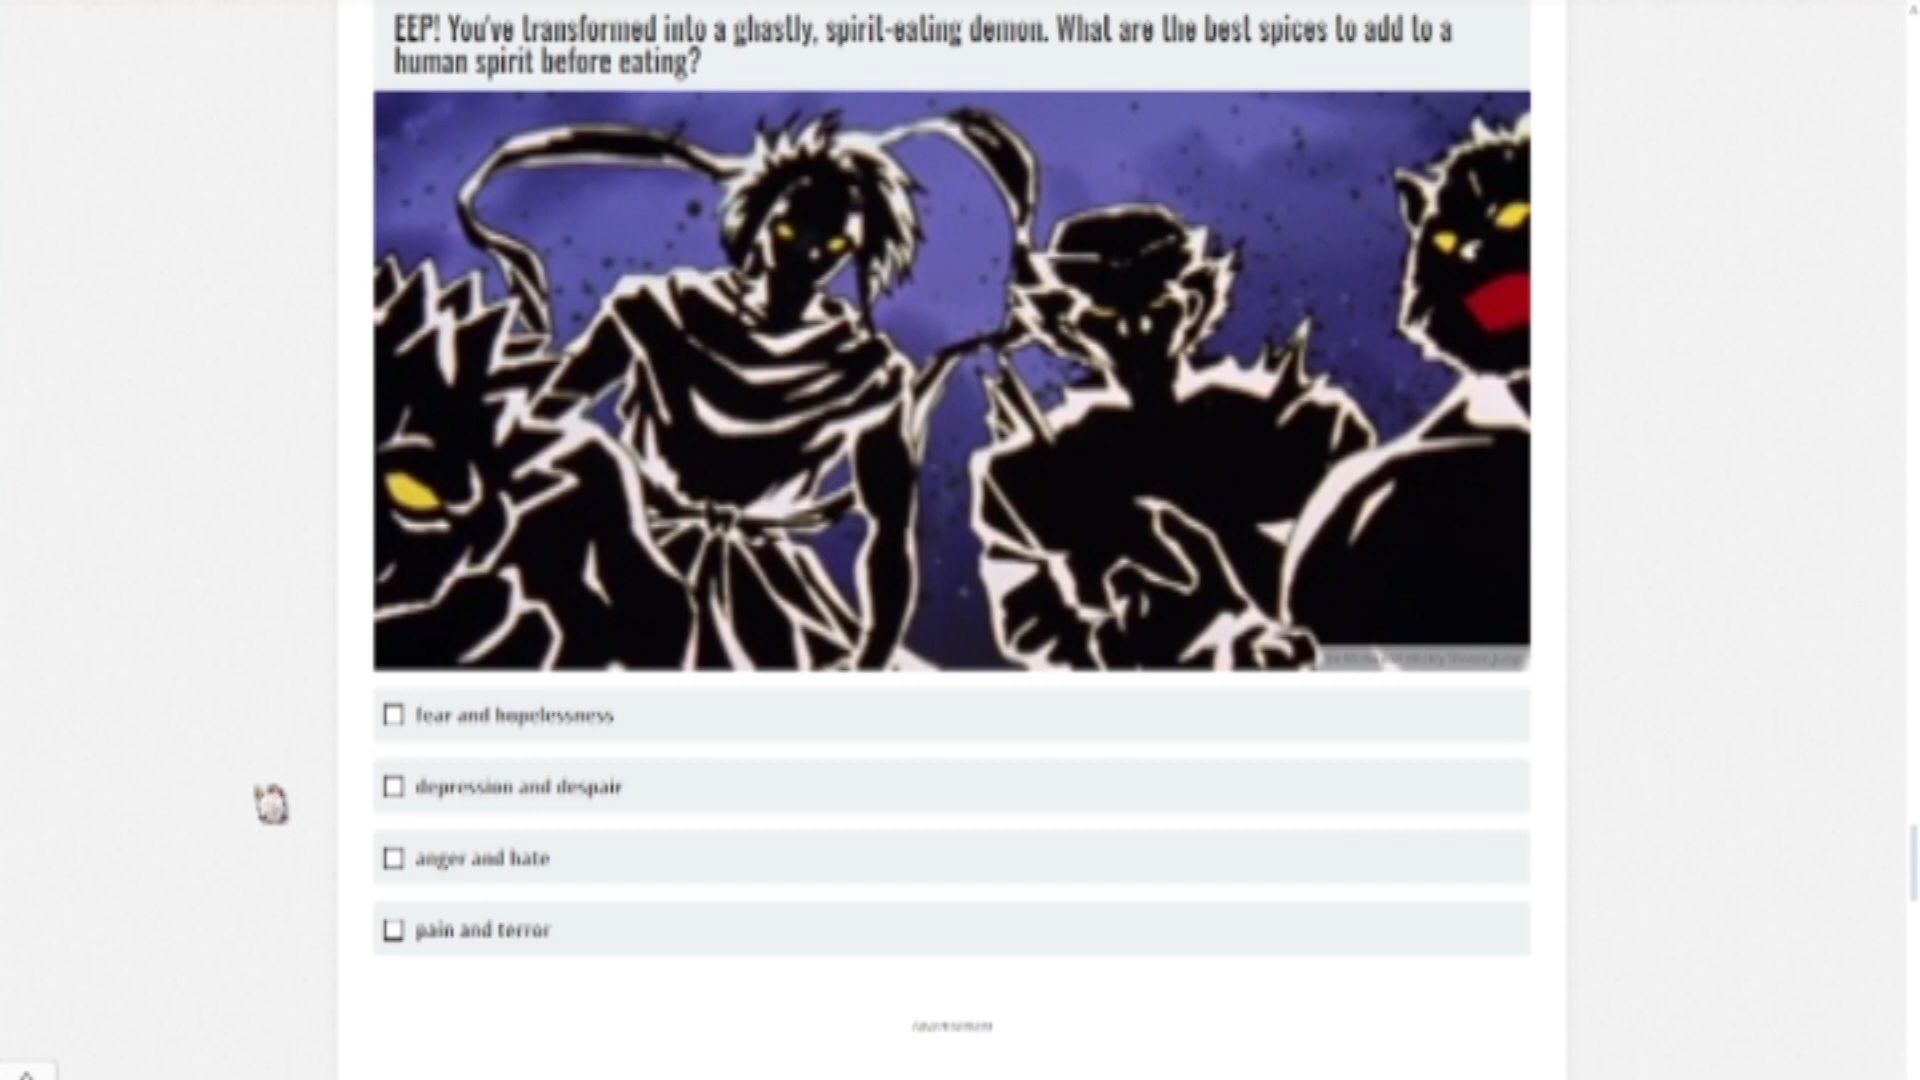 EEP! You've transformed into a ghastly, spirit-eating demon. What are the best spices to add to a
human spirit before eating?
fear and hopelessness
depression and despair
anger and hate
pain and terror
Advertisement